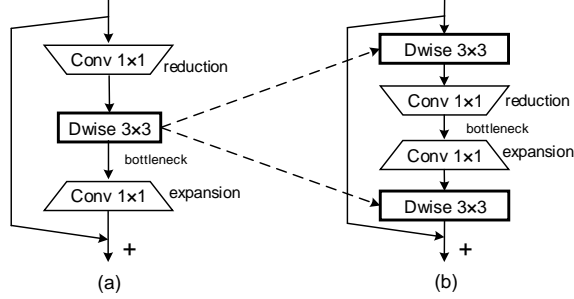 Conv 1×1
reduction
Dwise 3×3
bottleneck
Conv 1×1
expansion
+
(a)
Dwise 3×3
Conv 1×1
reduction
bottleneck
Conv 1×1
expansion
Dwise 3×3
+
(b)